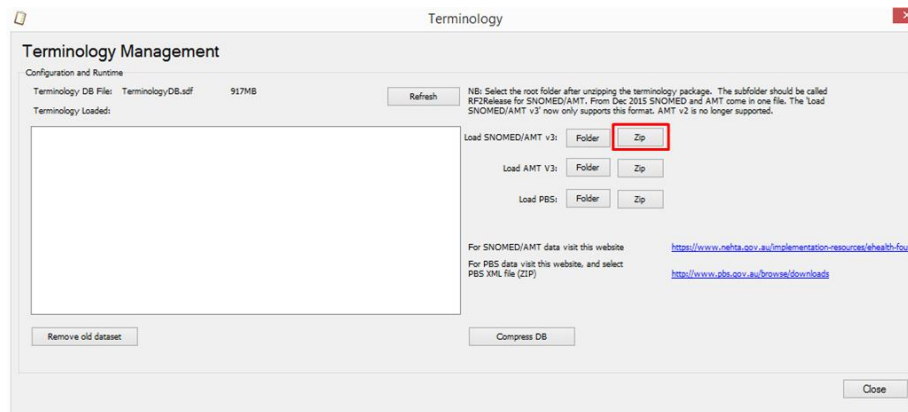 Terminology
Terminology Management
Configuration and Runtime
Terminology DB File: TerminologyDB.sdf 917MB
Refresh
Terminology Loaded:
NB: Select the root folder after unzipping the terminology package. The subfolder should be called
RF2Release for SNOMED/AMT. From Dec 2015 SNOMED and AMT come in one file. The 'Load
SNOMED/AMT v3' now only supports this format. AMT v2 is no longer supported.
Load SNOMED/AMT v3: Folder Zip
Load AMT V3: Folder Zip
Load PBS: Folder Zip
For SNOMED/AMT data visit this website https://www.nehta.gov.au/implementation-resources/ehealth-fou
For PBS data visit this website, and select
PBS XML file (ZIP) http://www.pbs.gov.au/browse/downloads
Remove old dataset
Compress DB
Close